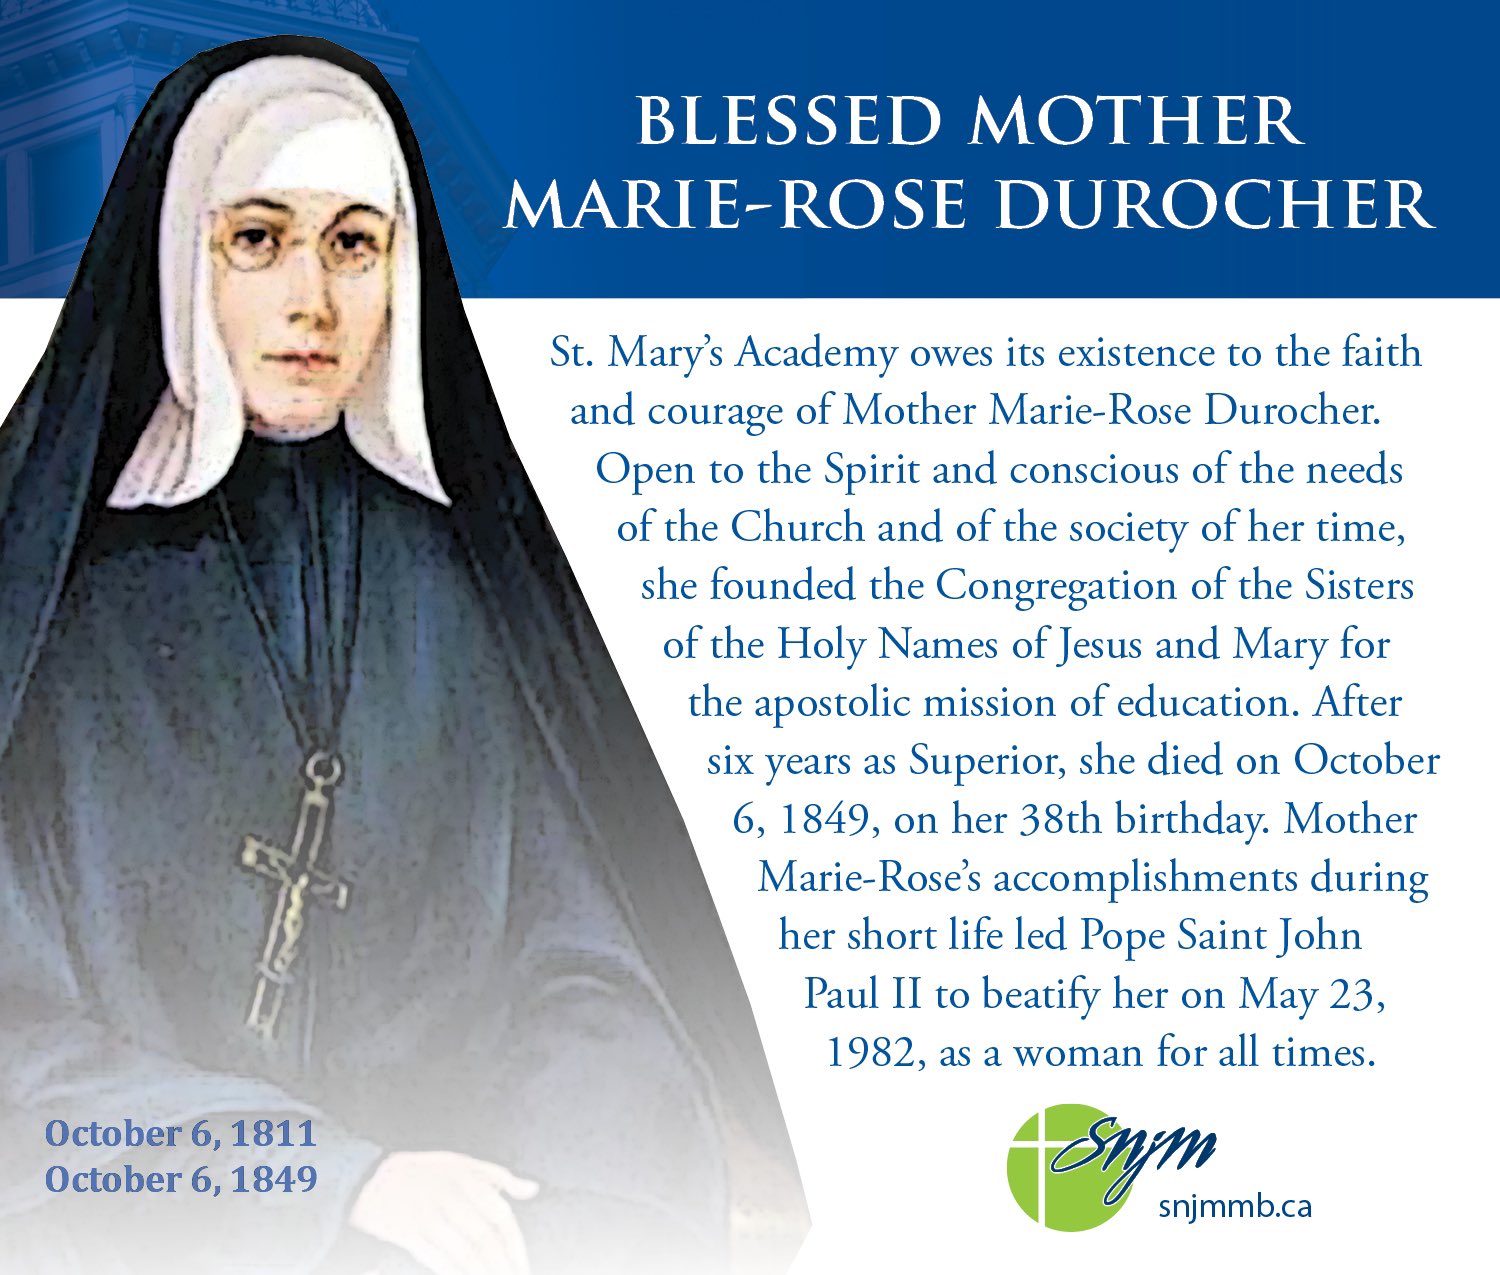 BLESSED MOTHER
MARIE-ROSE DUROCHER
St. Mary’s Academy owes its existence to the faith
and courage of Mother Marie-Rose Durocher.
Open to the Spirit and conscious of the needs
of the Church and of the society of her time,
she founded the Congregation of the Sisters
of the Holy Names of Jesus and Mary for
the apostolic mission of education. After
six years as Superior, she died on October
6, 1849, on her 38th birthday. Mother
Marie-Rose’s accomplishments during
her short life led Pope Saint John
Paul II to beatify her on May 23,
1982, as a woman for all times.
October 6, 1811
October 6, 1849
Snjm
snjmmb.ca